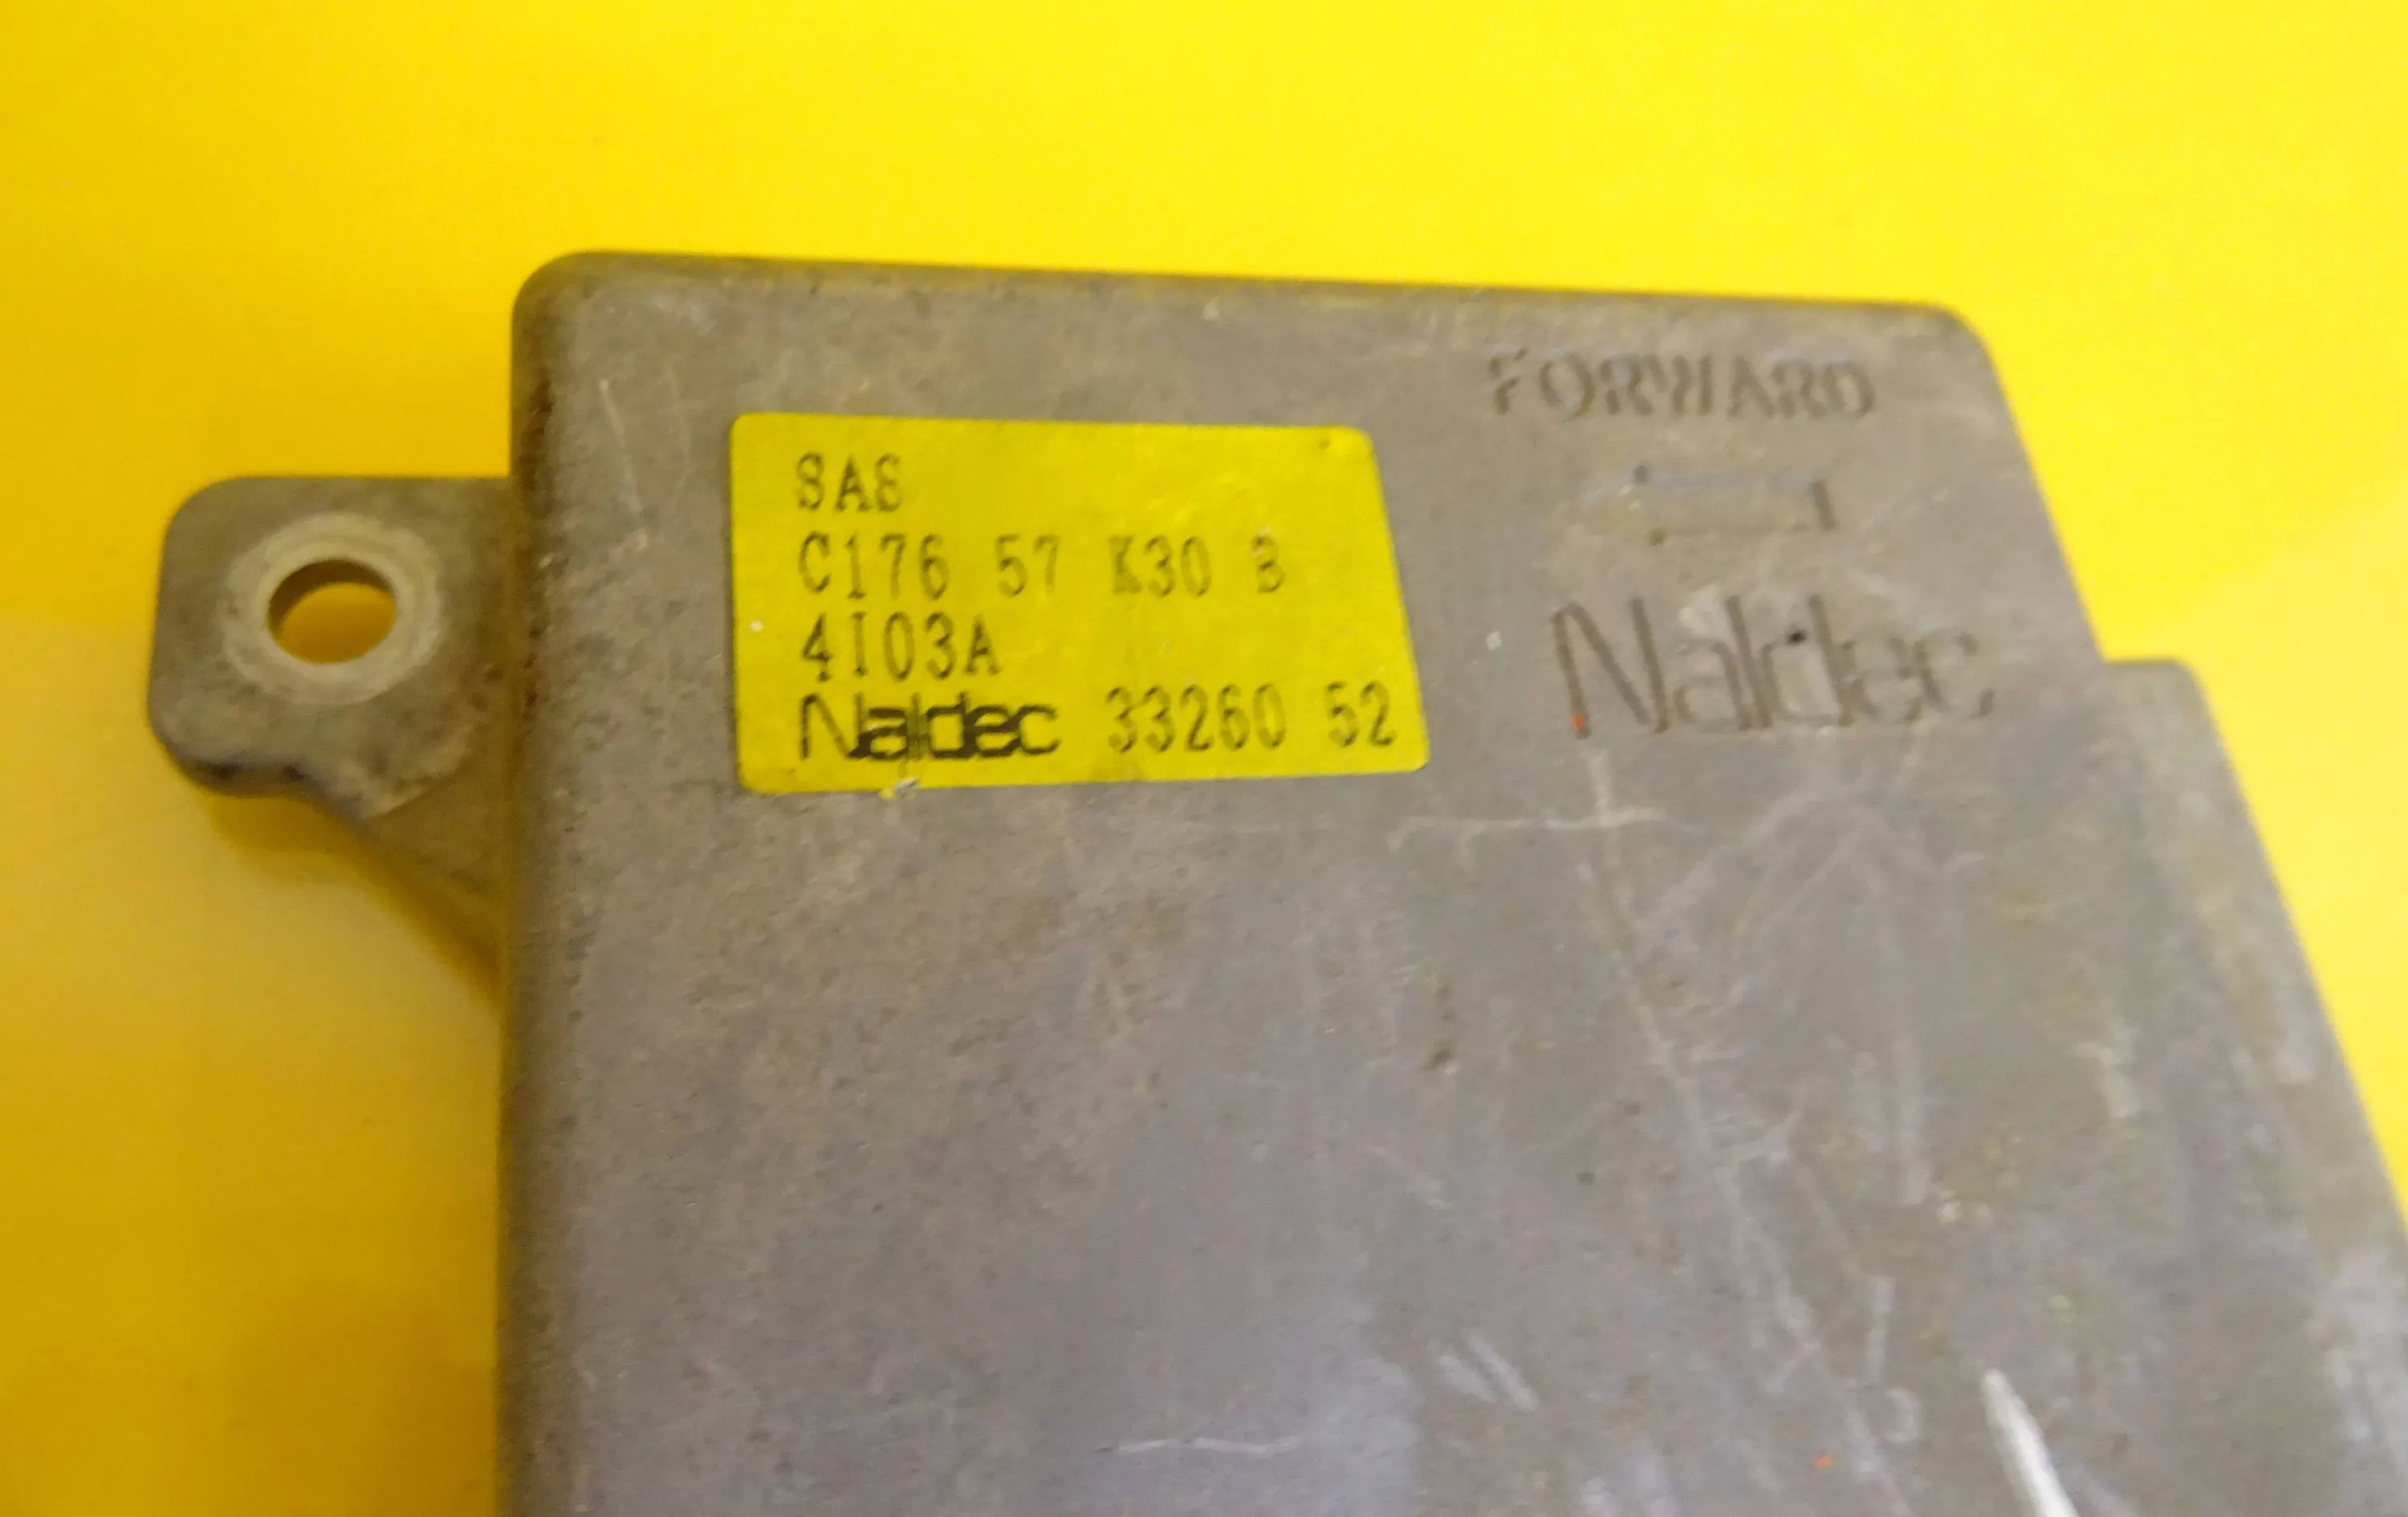 FORWARD
SAS
C176 57 K30 B
4I03A
Naldec 33260 52
Naldec